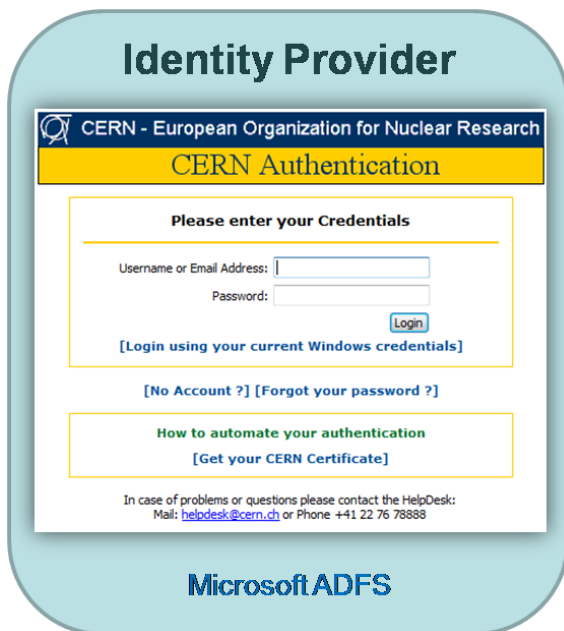 Identity Provider
CERN - European Organization for Nuclear Research
CERN Authentication
Please enter your Credentials
Username or Email Address:
Password:
Login
[Login using your current Windows credentials]
[No Account ?] [Forgot your password ?]
How to automate your authentication
[Get your CERN Certificate]
In case of problems or questions please contact the HelpDesk:
Mail: helpdesk@cern.ch or Phone +41 22 76 78888
Microsoft ADFS